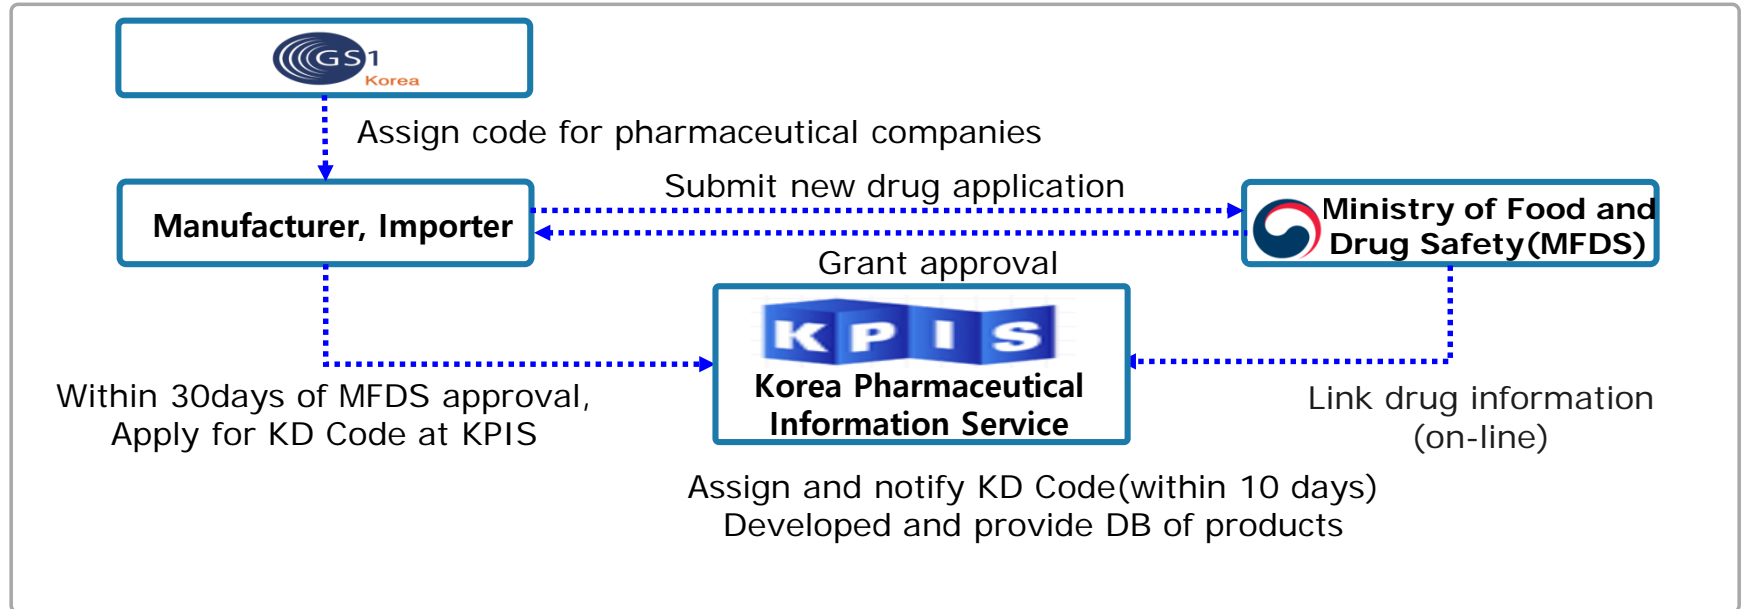 GS1
Korea
Assign code for pharmaceutical companies
Submit new drug application
Manufacturer, Importer
Ministry of Food and
Drug Safety(MFDS)
Grant approval
KPIS
Korea Pharmaceutical
Information Service
Within 30days of MFDS approval,
Apply for KD Code at KPIS
Link drug information
(on-line)
Assign and notify KD Code(within 10 days)
Developed and provide DB of products